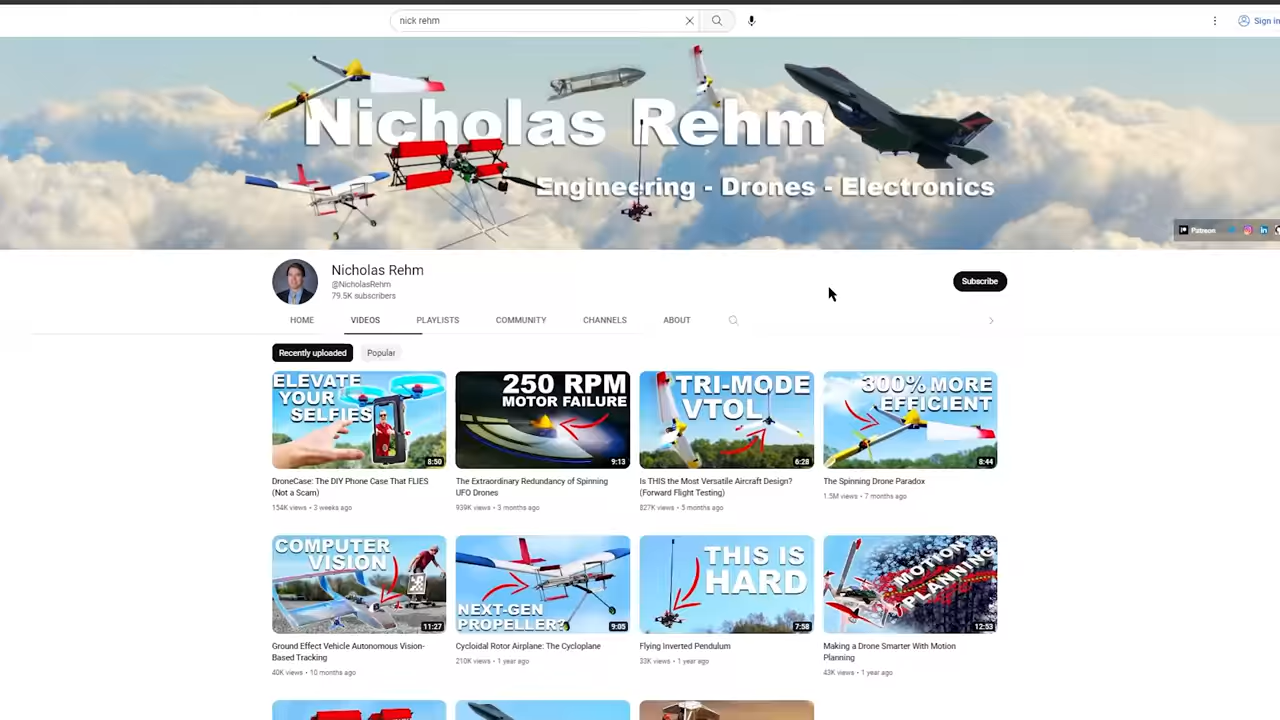 nick rehm
Sign in
Nicholas Rehm
Engineering - Drones - Electronics
Patreon
Nicholas Rehm
@NicholasRehm
79.5K subscribers
Subscribe
HOME VIDEOS PLAYLISTS COMMUNITY CHANNELS ABOUT
Recently uploaded Popular
ELEVATE
YOUR
SELFIES
8:50
250 RPM
MOTOR FAILURE
9:13
TRI-MODE
VTOL
6:28
300% MORE
EFFICIENT
8:44
DroneCase: The DIY Phone Case That FLIES
(Not a Scam)
154K views • 3 weeks ago
The Extraordinary Redundancy of Spinning
UFO Drones
939K views • 3 months ago
Is THIS the Most Versatile Aircraft Design?
(Forward Flight Testing)
827K views • 5 months ago
The Spinning Drone Paradox
1.5M views • 7 months ago
COMPUTER
VISION
11:27
NEXT-GEN
PROPELLER?
9:05
THIS IS
HARD
7:58
MOTION
PLANNING
12:53
Ground Effect Vehicle Autonomous Vision-
Based Tracking
40K views • 10 months ago
Cycloidal Rotor Airplane: The Cycloplane
210K views • 1 year ago
Flying Inverted Pendulum
33K views • 1 year ago
Making a Drone Smarter With Motion
Planning
43K views • 1 year ago